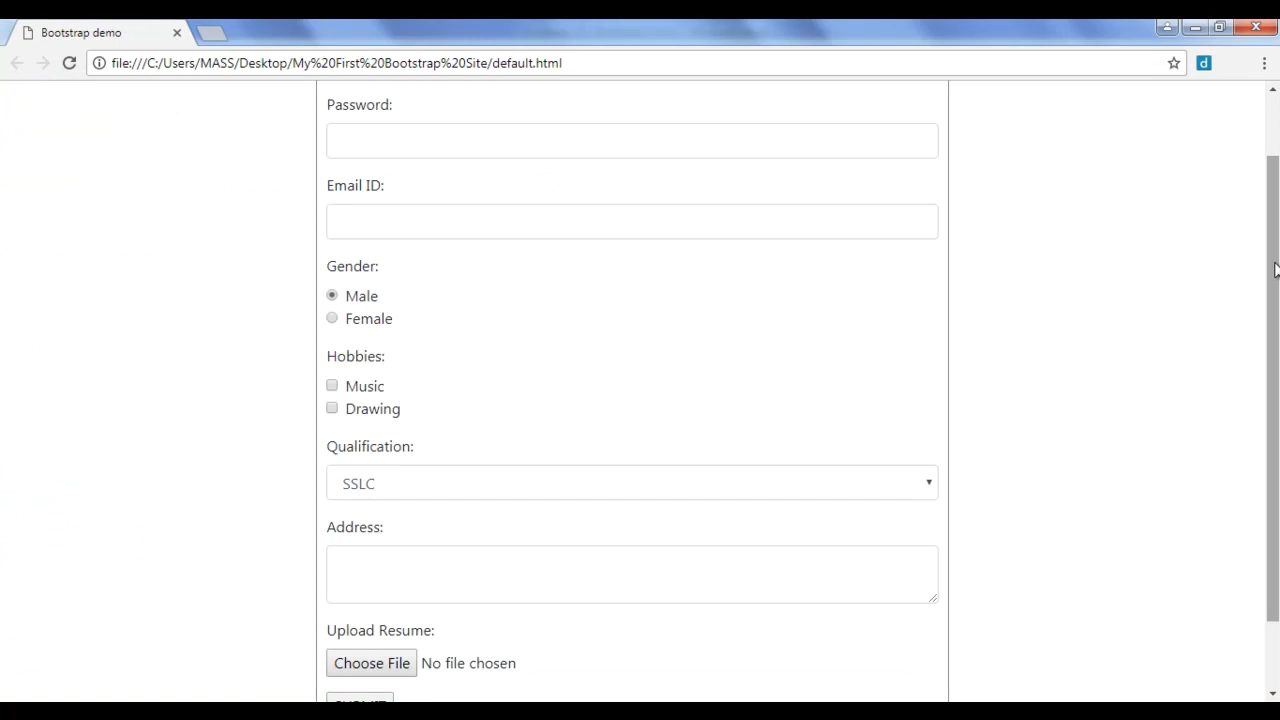 Bootstrap demo
file:///C:/Users/MASS/Desktop/My%20First%20Bootstrap%20Site/default.html
d
Password:
Email ID:
Gender:
Male
Female
Hobbies:
Music
Drawing
Qualification:
SSLC
Address:
Upload Resume:
Choose File No file chosen
SUBMIT